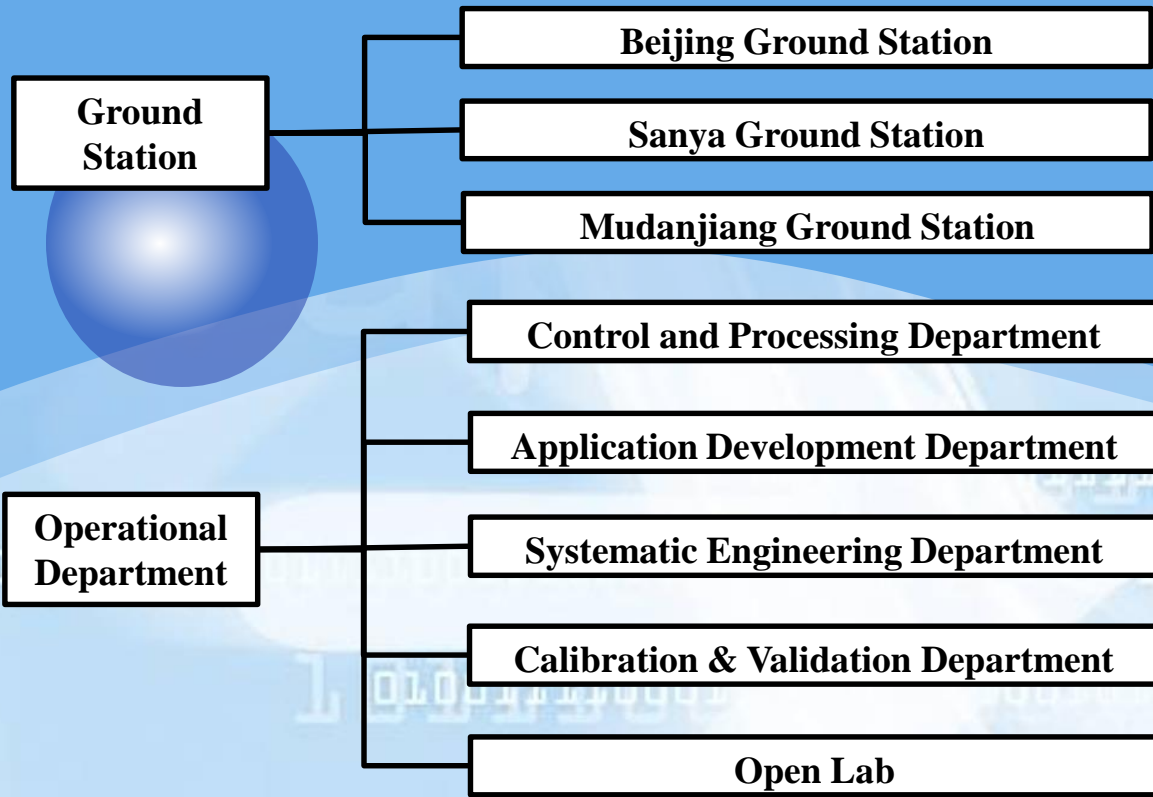 Beijing Ground Station
Ground
Station
Sanya Ground Station
Mudanjiang Ground Station
Control and Processing Department
Application Development Department
Operational
Department
Systematic Engineering Department
Calibration & Validation Department
Open Lab